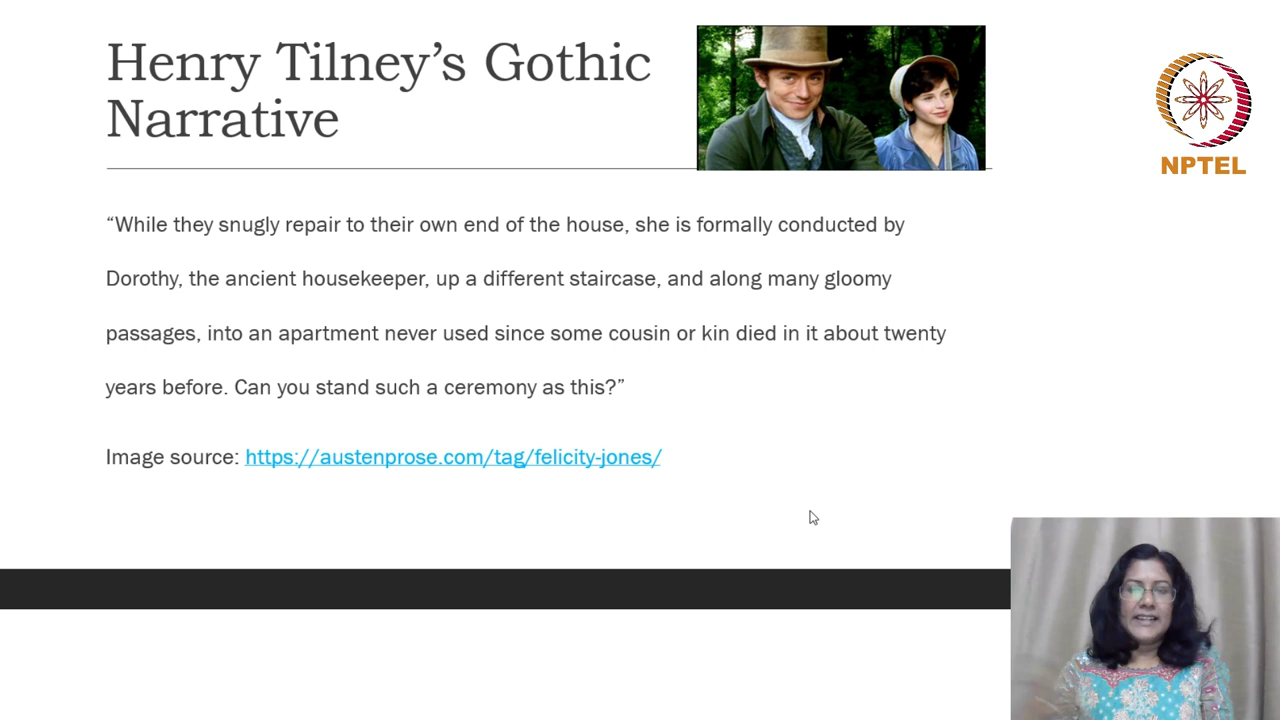 Henry Tilney’s Gothic
Narrative
NPTEL
“While they snugly repair to their own end of the house, she is formally conducted by
Dorothy, the ancient housekeeper, up a different staircase, and along many gloomy
passages, into an apartment never used since some cousin or kin died in it about twenty
years before. Can you stand such a ceremony as this?”
Image source: https://austenprose.com/tag/felicity-jones/